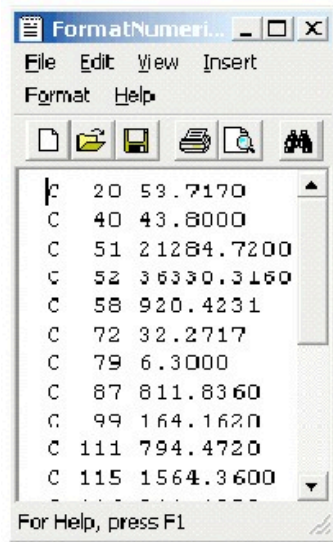 FormatNumeri...
File Edit View Insert
Format Help
C 20 53.7170
C 40 43.8000
C 51 21284.7200
C 52 36330.3160
C 58 920.4231
C 72 32.2717
C 79 6.3000
C 87 811.8360
C 99 164.1620
C 111 794.4720
C 115 1564.3600
For Help, press F1